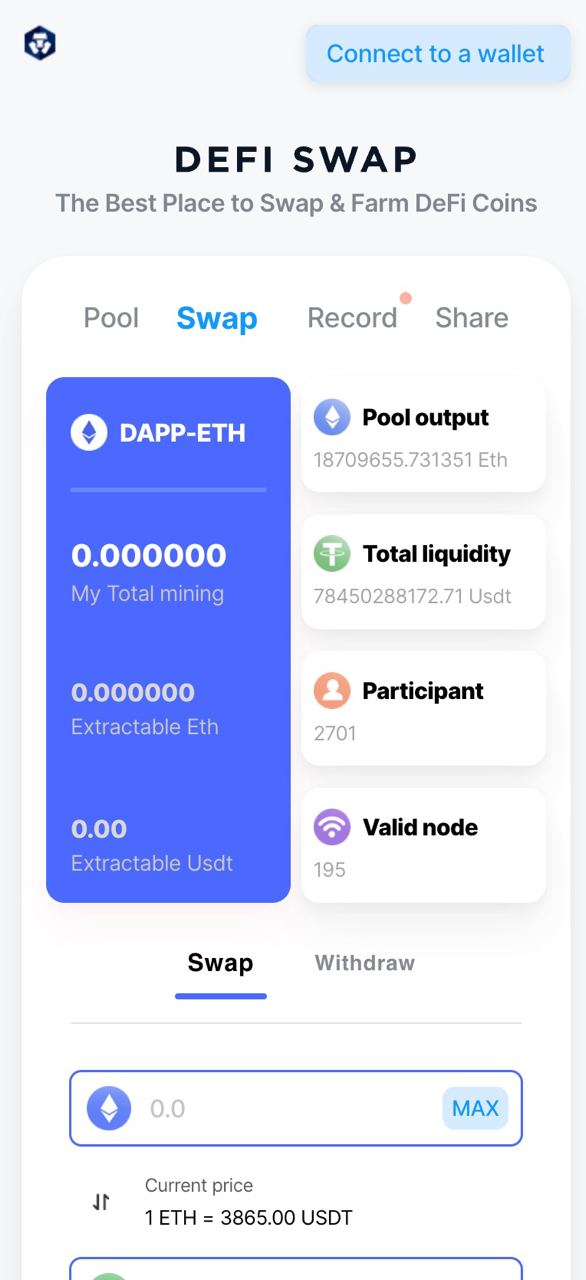 Connect to a wallet
DEFI SWAP
The Best Place to Swap & Farm DeFi Coins
Pool Swap Record Share
DAPP-ETH
0.000000
My Total mining
0.000000
Extractable Eth
0.00
Extractable Usdt
Pool output
18709655.731351 Eth
Total liquidity
78450288172.71 Usdt
Participant
2701
Valid node
195
Swap Withdraw
0.0 MAX
Current price
1 ETH = 3865.00 USDT